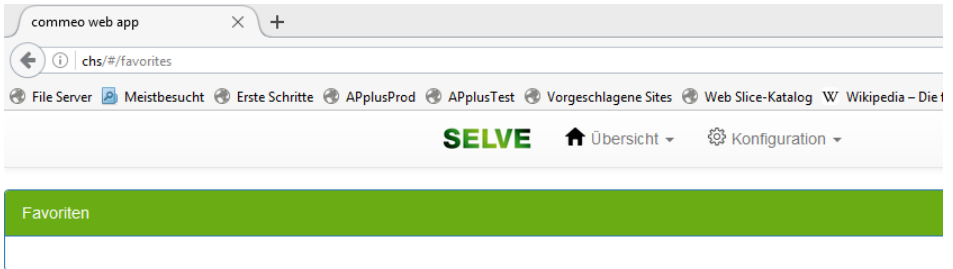 commeo web app
chs/#/favorites
File Server Meistbesucht Erste Schritte APplusProd APplusTest Vorgeschlagene Sites Web Slice-Katalog W Wikipedia – Die
SELVE Übersicht Konfiguration
Favoriten